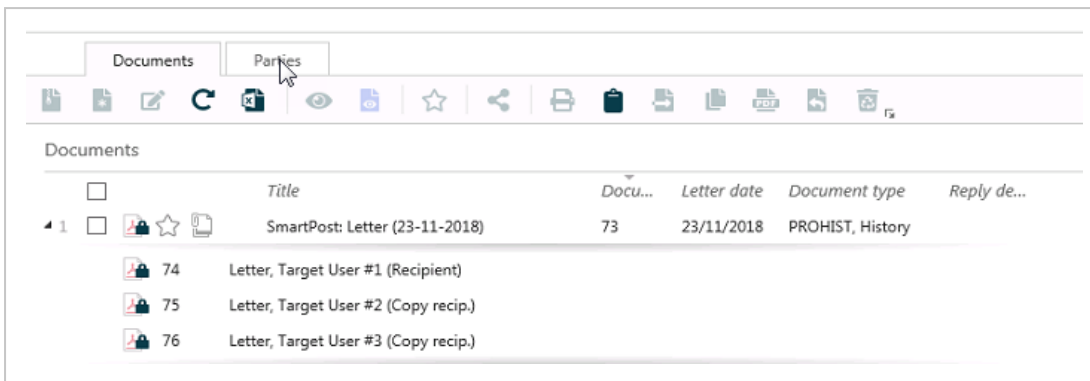 Documents Parties
PDF
Documents
Title Docu... Letter date Document type Reply de...
1 SmartPost: Letter (23-11-2018) 73 23/11/2018 PROHIST, History
74 Letter, Target User #1 (Recipient)
75 Letter, Target User #2 (Copy recip.)
76 Letter, Target User #3 (Copy recip.)